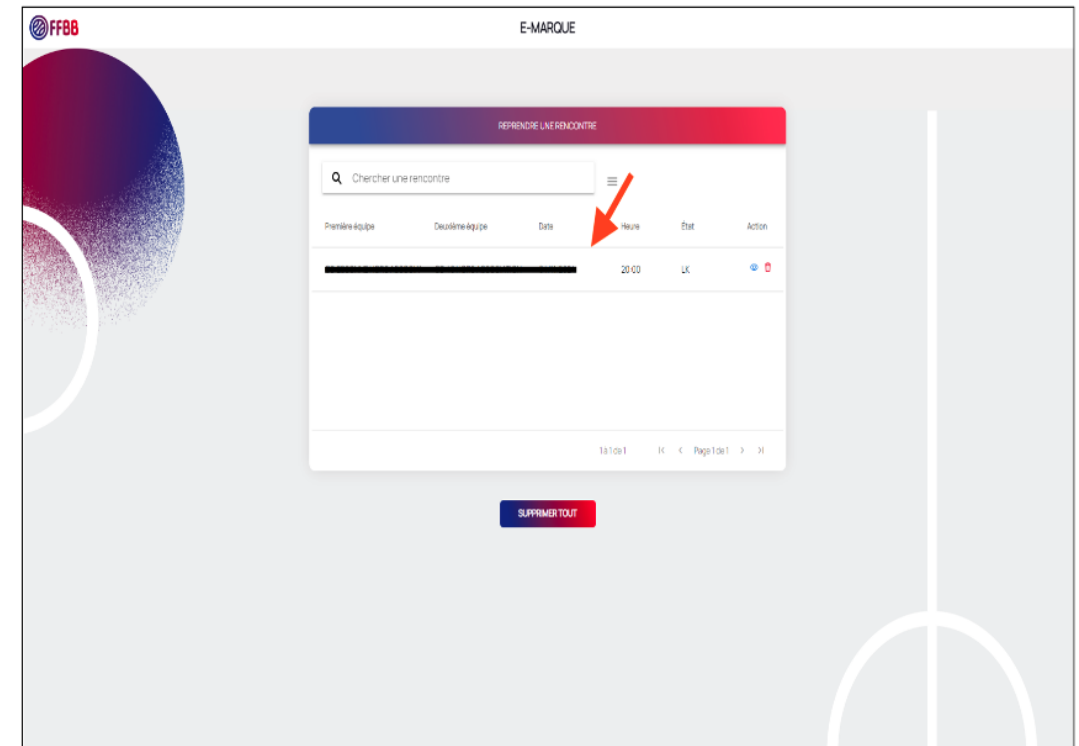 FFBB
E-MARQUE
REPRENDRE UNE RENCONTRE
Chercher une rencontre
Première équipe Deuxième équipe Date Heure État Action
20:00 LK
1 à 1 de 1 Page 1 de 1
SUPPRIMER TOUT